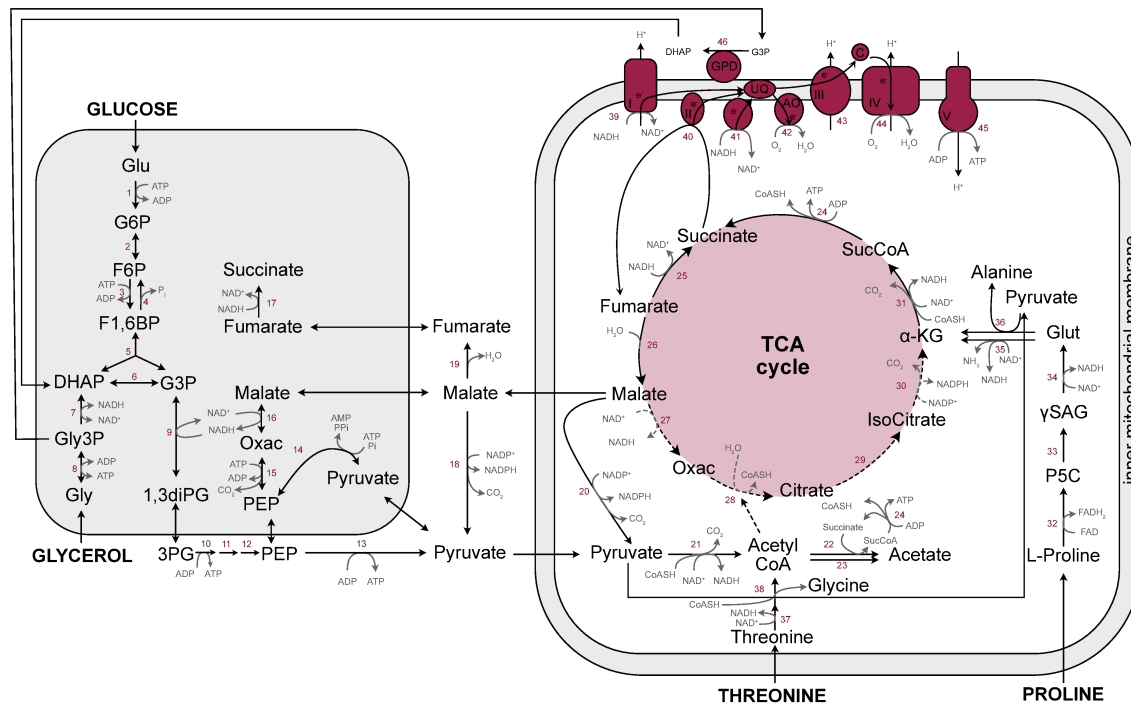 GLUCOSE
Glu
1
ATP
ADP
G6P
2
F6P
ATP
3
ADP
4
Pi
F1,6BP
5
DHAP
6
G3P
7
NADH
NAD+
Gly3P
8
ADP
ATP
Gly
GLYCEROL
9
NAD+
NADH
1,3diPG
3PG
10
11
12
ADP
ATP
PEP
13
ADP
ATP
Succinate
NAD+
NADH
17
Fumarate
Malate
16
Oxac
ATP
ADP
CO2
15
PEP
14
AMP
PPi
ATP
Pi
Pyruvate
Fumarate
19
H2O
Malate
18
NADP+
NADPH
CO2
Pyruvate
DHAP
46
G3P
GPD
H+
I
e-
39
NADH
NAD+
II
40
e-
41
NADH
NAD+
UQ
AO
e-
42
O2
H2O
H+
e-
III
43
C
H+
e-
IV
44
O2
H2O
V
45
ADP
ATP
H+
inner mitochondrial membrane
CoASH
ATP
ADP
24
Succinate
SucCoA
NAD+
NADH
25
Fumarate
H2O
26
TCA
cycle
Malate
NAD+
27
NADH
Oxac
H2O
CoASH
28
Citrate
29
IsoCitrate
CO2
30
NADPH
NADP+
α-KG
CO2
31
NADH
NAD+
CoASH
Alanine
Pyruvate
36
Glut
35
NH3
NAD+
NADH
34
NADH
NAD+
γSAG
33
P5C
32
FADH2
FAD
L-Proline
PROLINE
20
NADP+
NADPH
CO2
Pyruvate
21
CO2
CoASH
NAD+
NADH
Acetyl
CoA
22
23
Succinate
SucCoA
CoASH
ATP
24
ADP
Acetate
38
Glycine
CoASH
NADH
NAD+
37
Threonine
THREONINE